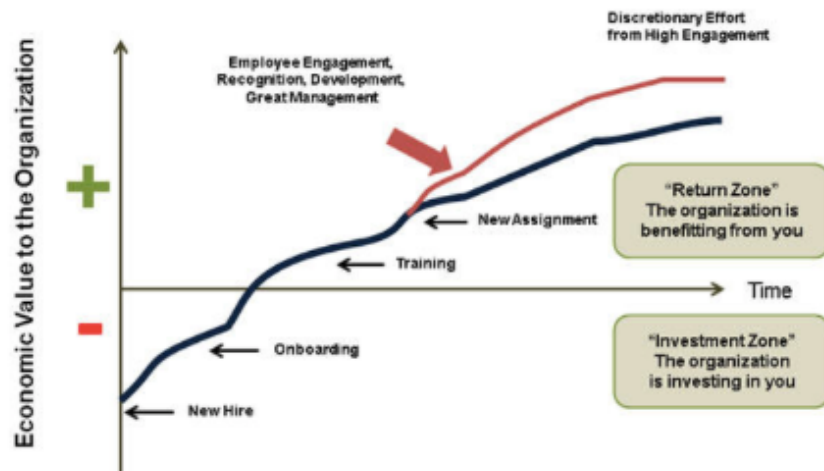 Discretionary Effort
from High Engagement
Employee Engagement,
Recognition, Development,
Great Management
Economic Value to the Organization
+
"Return Zone"
The organization is
benefitting from you
New Assignment
Training
Time
-
"Investment Zone"
The organization
is investing in you
Onboarding
New Hire